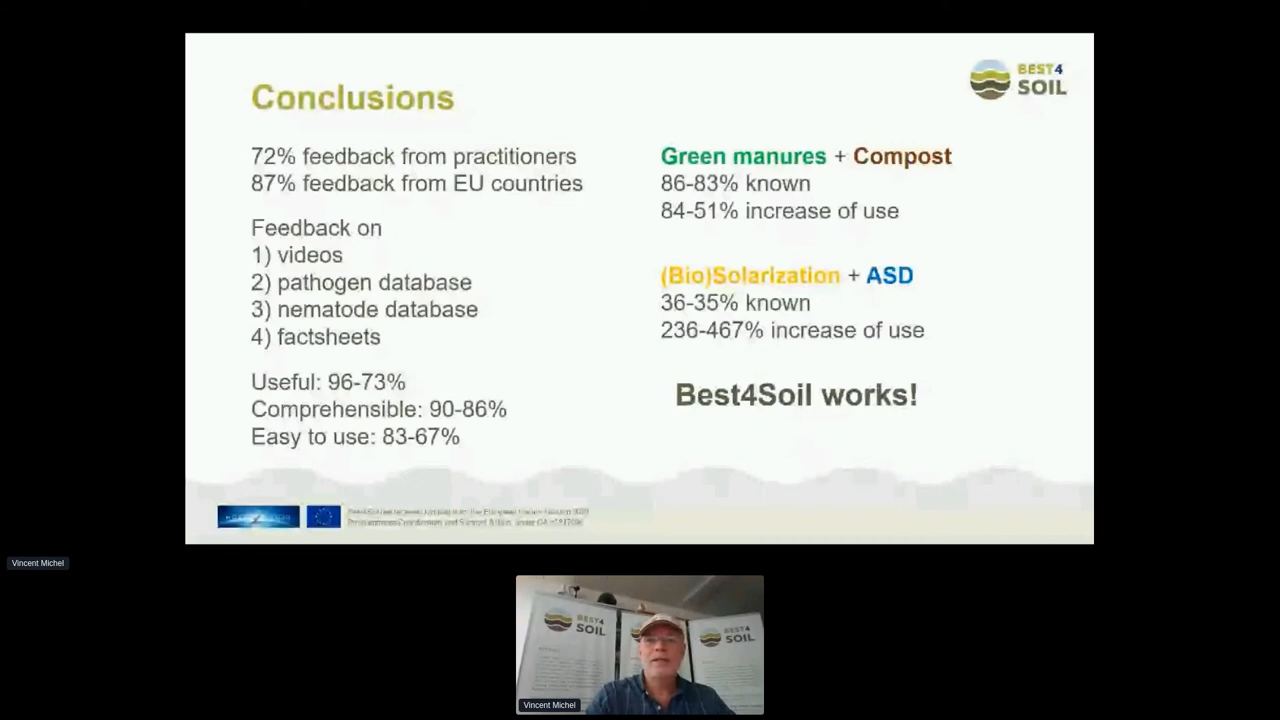 BEST4
SOIL
Conclusions
72% feedback from practitioners
87% feedback from EU countries
Feedback on
1) videos
2) pathogen database
3) nematode database
4) factsheets
Useful: 96-73%
Comprehensible: 90-86%
Easy to use: 83-67%
Green manures + Compost
86-83% known
84-51% increase of use
(Bio)Solarization + ASD
36-35% known
236-467% increase of use
Best4Soil works!
Vincent Michel
BEST4
SOIL
SOIL
Vincent Michel